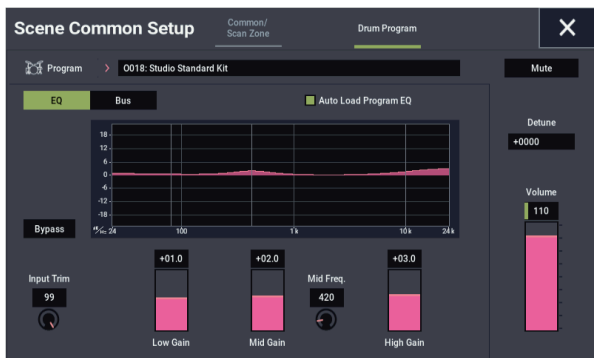 Scene Common Setup
Common/
Scan Zone
Drum Program
Program
O018: Studio Standard Kit
Mute
EQ
Bus
Auto Load Program EQ
Detune
+0000
18
12
6
0
-6
-12
-18
24
100
1k
10k
24k
Volume
110
Bypass
+01.0
+02.0
+03.0
Input Trim
99
Mid Freq.
420
Low Gain
Mid Gain
High Gain